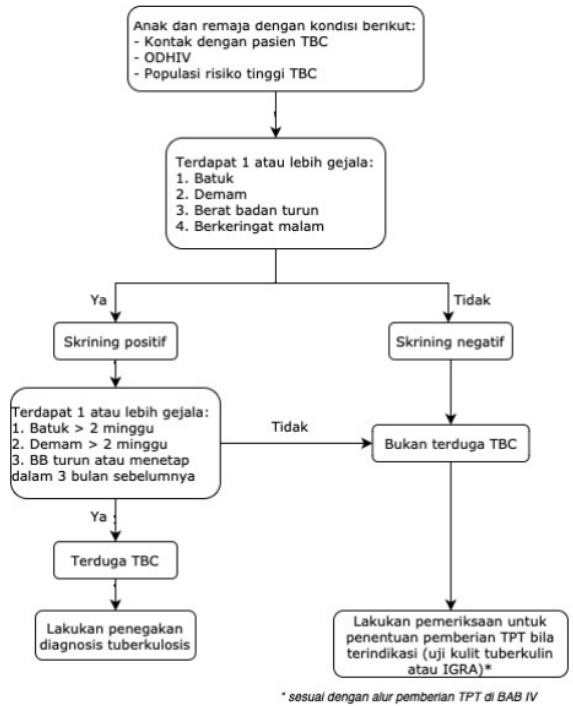 Anak dan remaja dengan kondisi berikut:
- Kontak dengan pasien TBC
- ODHIV
- Populasi risiko tinggi TBC
Terdapat 1 atau lebih gejala:
1. Batuk
2. Demam
3. Berat badan turun
4. Berkeringat malam
Ya
Tidak
Skrining positif
Skrining negatif
Terdapat 1 atau lebih gejala:
1. Batuk > 2 minggu
2. Demam > 2 minggu
3. BB turun atau menetap
dalam 3 bulan sebelumnya
Tidak
Bukan terduga TBC
Ya
Terduga TBC
Lakukan penegakan
diagnosis tuberkulosis
Lakukan pemeriksaan untuk
penentuan pemberian TPT bila
terindikasi (uji kulit tuberkulin
atau IGRA)*
* sesuai dengan alur pemberian TPT di BAB IV